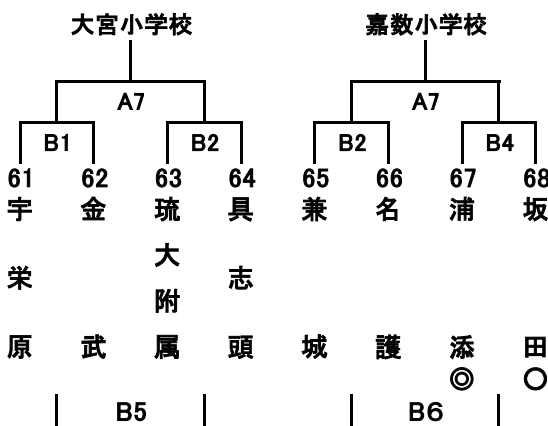 大宮小学校 嘉数小学校
A7 A7
B1 B2 B2 B4
61 62 63 64 65 66 67 68
宇栄原 金武 琉大附属 具志頭 兼城 名護 浦添 坂田
◎ ○
B5 B6